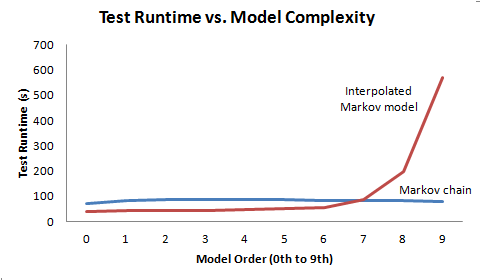 Test Runtime vs. Model Complexity
700
600
500
400
300
200
100
0
Test Runtime (s)
Interpolated
Markov model
Markov chain
0 1 2 3 4 5 6 7 8 9
Model Order (0th to 9th)